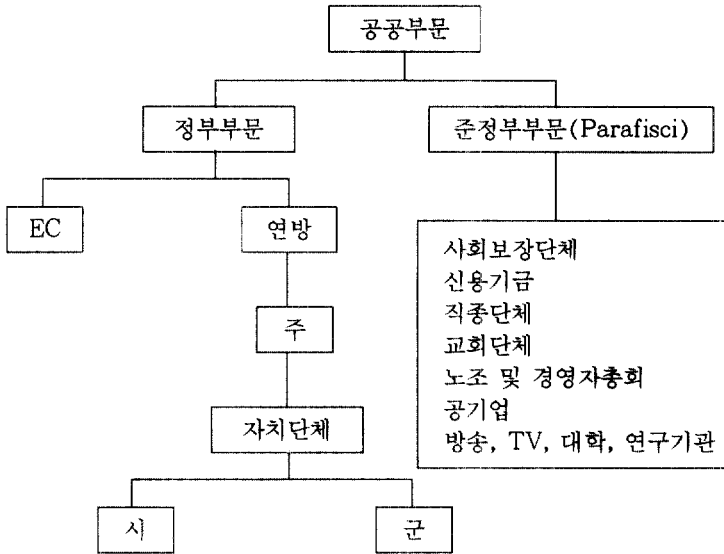 공공부문
정부부문
준정부부문(Parafisci)
EC
연방
주
자치단체
시
군
사회보장단체
신용기금
직종단체
교회단체
노조 및 경영자총회
공기업
방송, TV, 대학, 연구기관